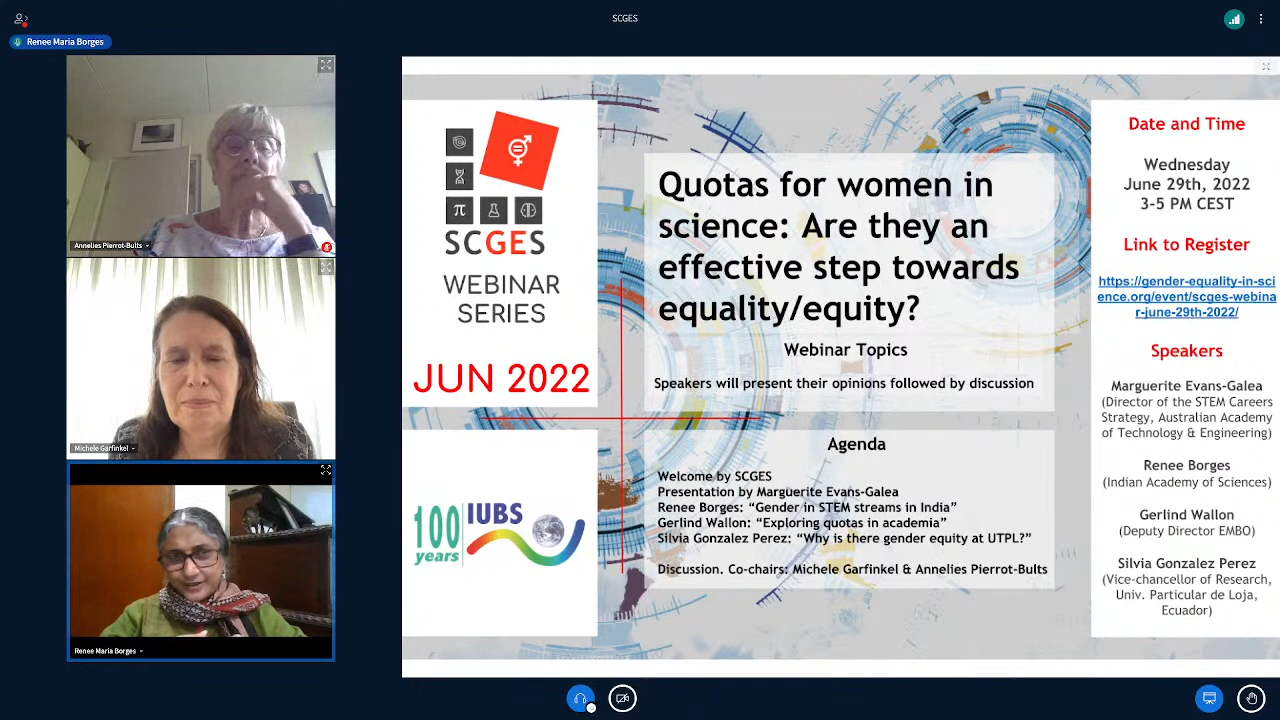 SCGES
Renee Maria Borges
Annelies Pierrot-Bults
Michele Garfinkel
Renee Maria Borges
π
SCGES
WEBINAR
SERIES
JUN 2022
100
years
IUBS
Quotas for women in
science: Are they an
effective step towards
equality/equity?
Webinar Topics
Speakers will present their opinions followed by discussion
Agenda
Welcome by SCGES
Presentation by Marguerite Evans-Galea
Renee Borges: “Gender in STEM streams in India”
Gerlind Wallon: “Exploring quotas in academia”
Silvia Gonzalez Perez: “Why is there gender equity at UTPL?”
Discussion. Co-chairs: Michele Garfinkel & Annelies Pierrot-Bults
Date and Time
Wednesday
June 29th, 2022
3-5 PM CEST
Link to Register
https://gender-equality-in-sci
ence.org/event/scges-webina
r-june-29th-2022/
Speakers
Marguerite Evans-Galea
(Director of the STEM Careers
Strategy, Australian Academy
of Technology & Engineering)
Renee Borges
(Indian Academy of Sciences)
Gerlind Wallon
(Deputy Director EMBO)
Silvia Gonzalez Perez
(Vice-chancellor of Research,
Univ. Particular de Loja,
Ecuador)